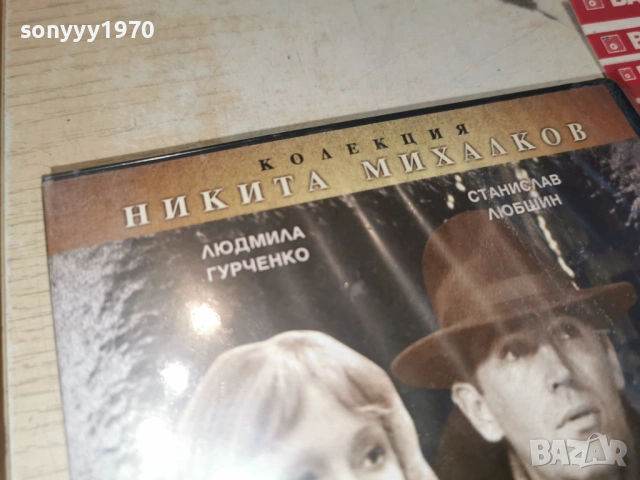 sonyyy1970
КОЛЕКЦИЯ
НИКИТА МИХАЛКОВ
ЛЮДМИЛА
ГУРЧЕНКО
СТАНИСЛАВ
ЛЮБШИН
BAZAR